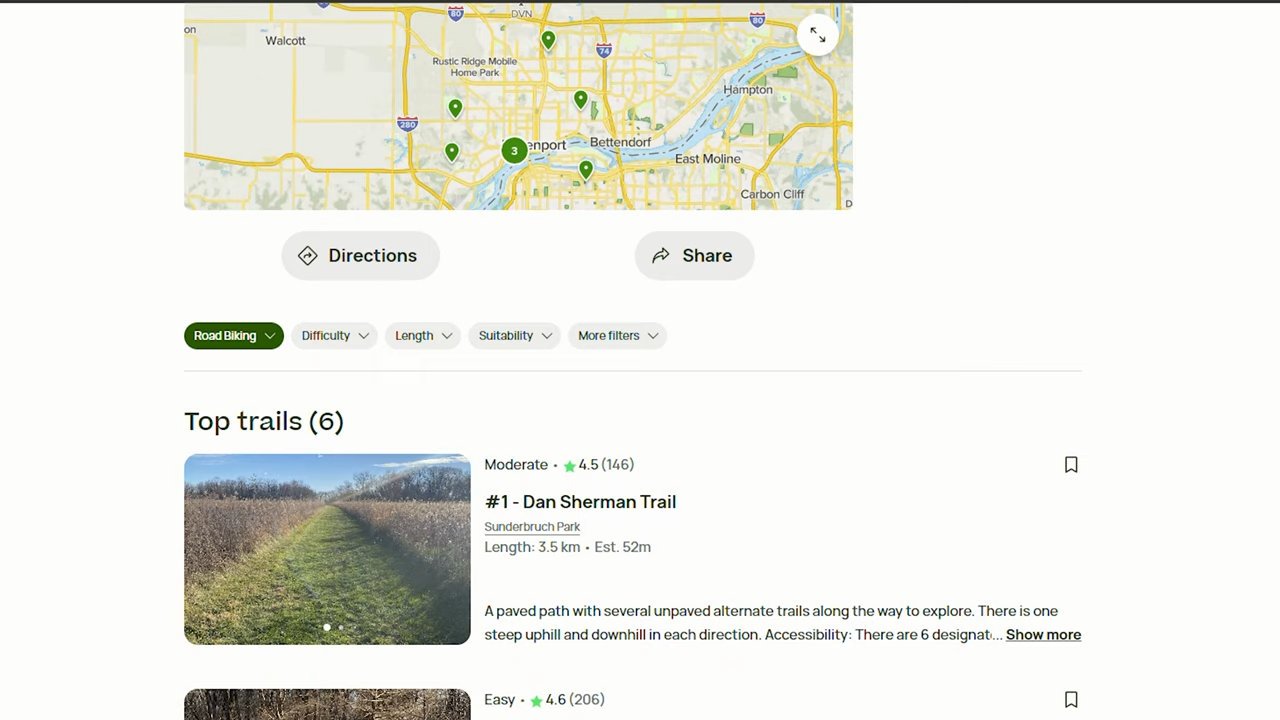 80
DVN
80
on
Walcott
74
Rustic Ridge Mobile
Home Park
Hampton
280
3
enport
Bettendorf
East Moline
Carbon Cliff
D
Directions
Share
Road Biking
Difficulty
Length
Suitability
More filters
Top trails (6)
Moderate • 4.5 (146)
#1 - Dan Sherman Trail
Sunderbruch Park
Length: 3.5 km • Est. 52m
A paved path with several unpaved alternate trails along the way to explore. There is one
steep uphill and downhill in each direction. Accessibility: There are 6 designat... Show more
Easy • 4.6 (206)